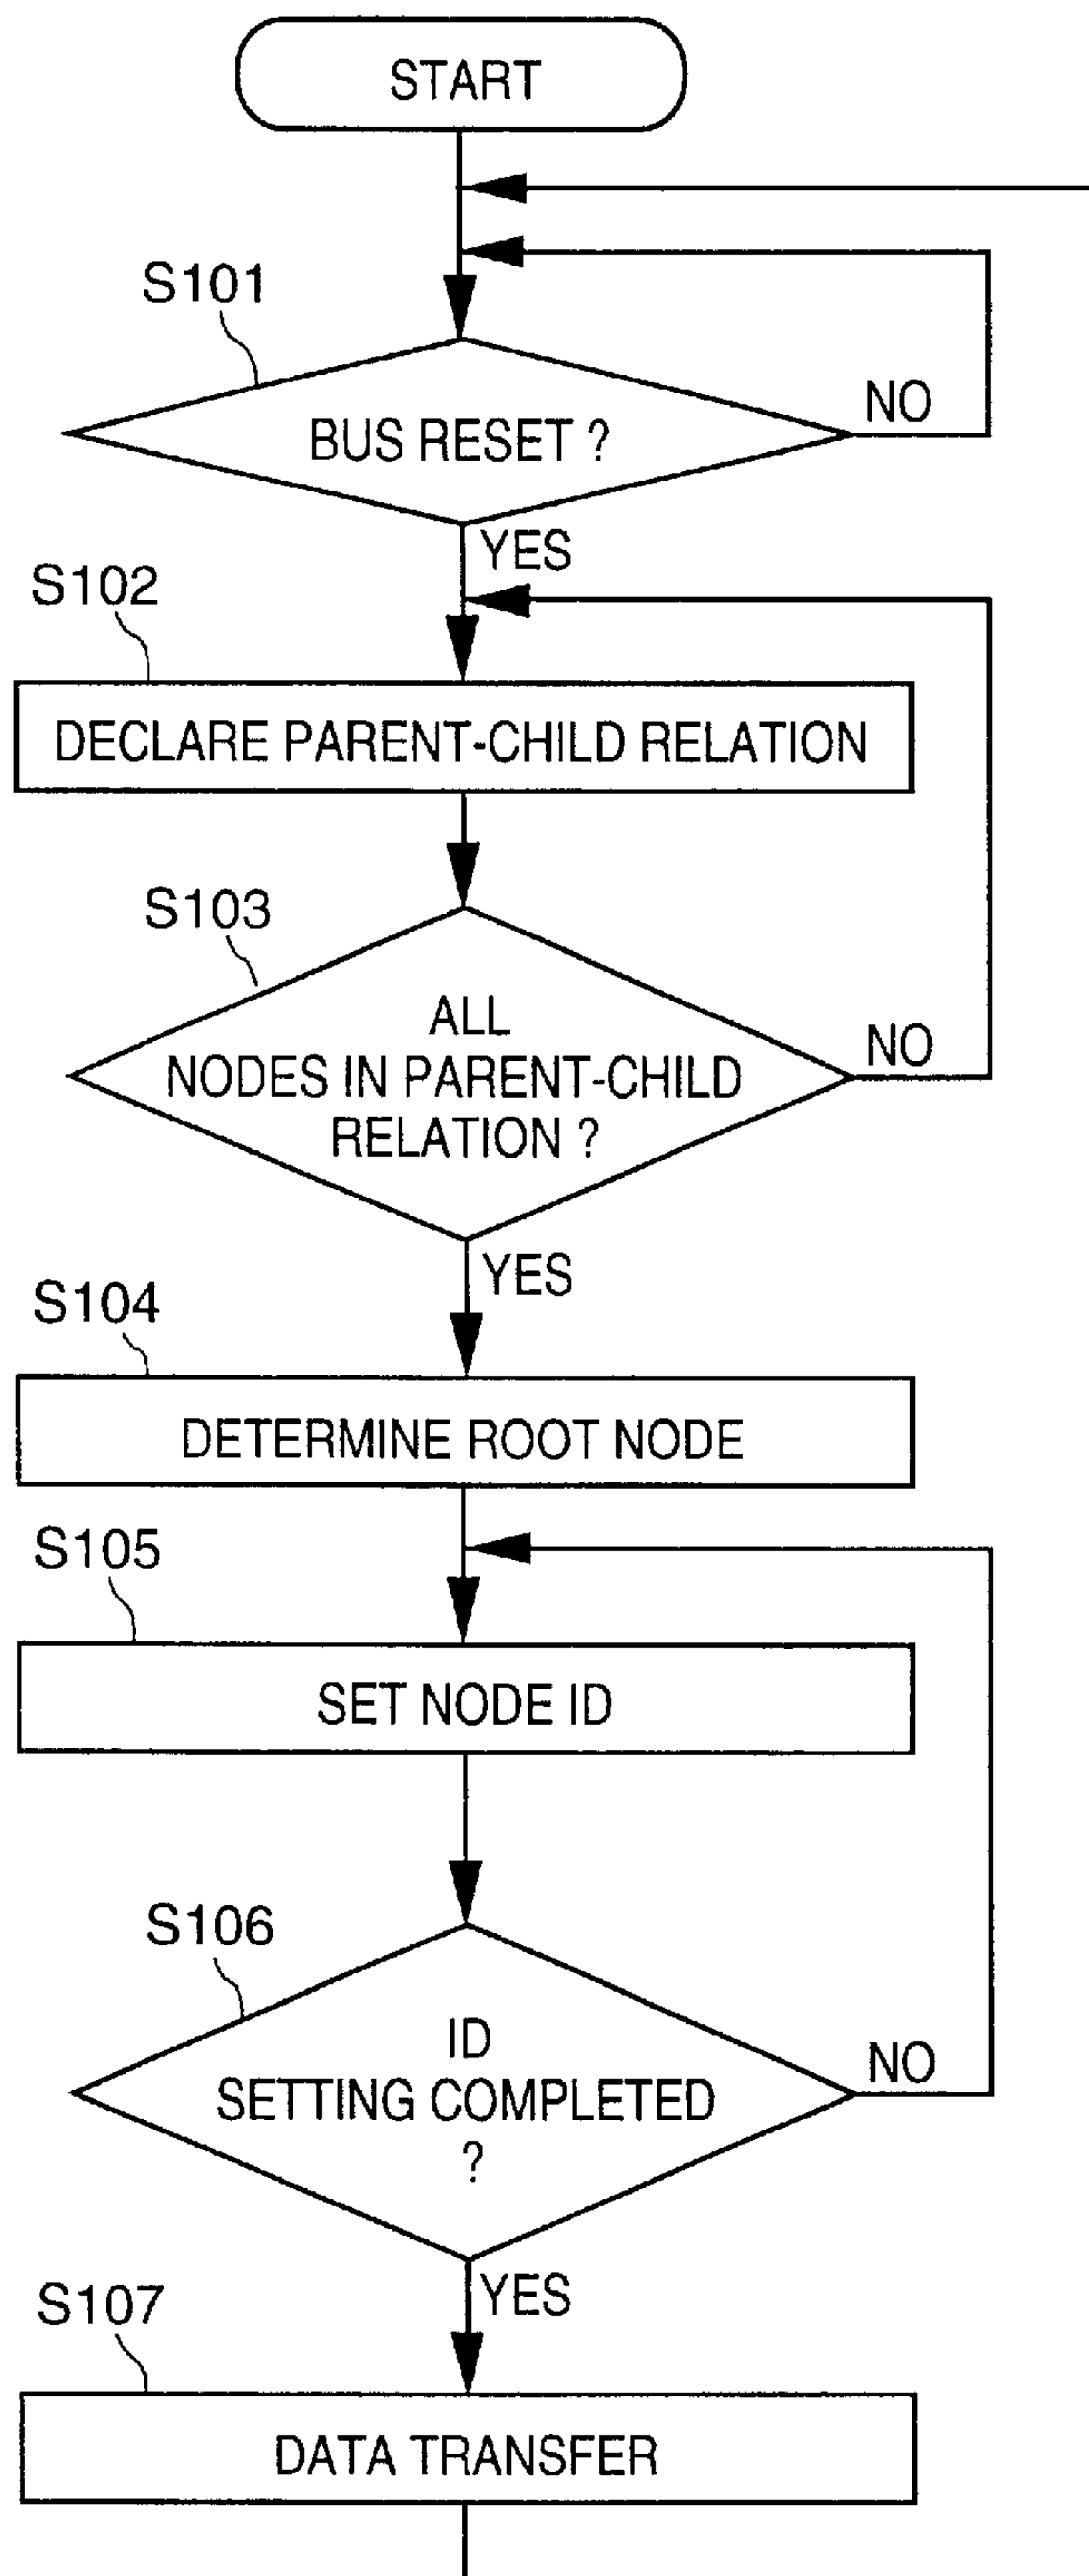 START
S101
BUS RESET ?
NO
YES
S102
DECLARE PARENT-CHILD RELATION
S103
ALL
NODES IN PARENT-CHILD
RELATION ?
NO
YES
S104
DETERMINE ROOT NODE
S105
SET NODE ID
S106
ID
SETTING COMPLETED
?
NO
YES
S107
DATA TRANSFER